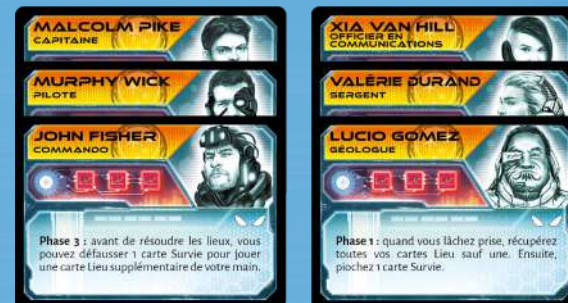 MALCOLM PIKE
CAPITAINE
MURPHY WICK
PILOTE
JOHN FISHER
COMMANDO
Phase 3 : avant de résoudre les lieux, vous
pouvez défausser 1 carte Survie pour jouer
une carte Lieu supplémentaire de votre main.
XIA VAN HILL
OFFICIER EN
COMMUNICATIONS
VALÉRIE DURAND
SERGENT
LUCIO GOMEZ
GÉOLOGUE
Phase 1 : quand vous lâchez prise, récupérez
toutes vos cartes Lieu sauf une. Ensuite,
piochez 1 carte Survie.